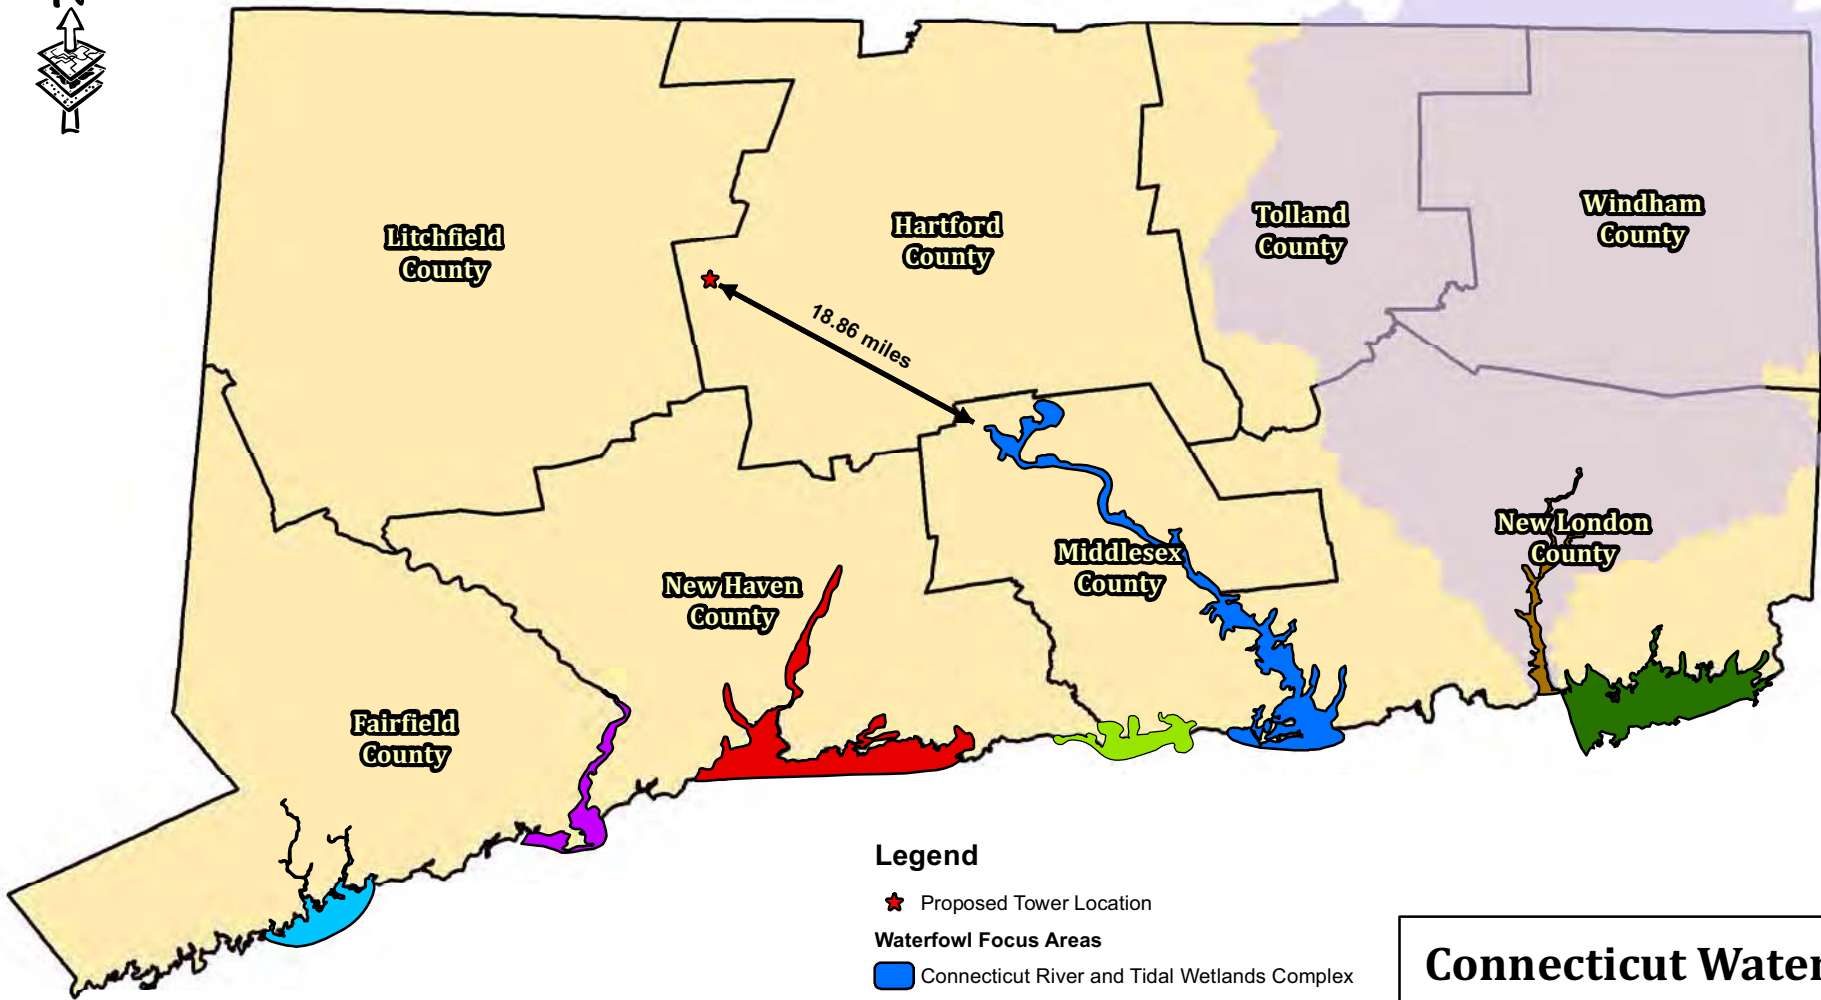 N
Litchfield
County
Hartford
County
Tolland
County
Windham
County
18.86 miles
New London
County
Middlesex
County
New Haven
County
Fairfield
County
Legend
Proposed Tower Location
Waterfowl Focus Areas
Connecticut River and Tidal Wetlands Complex
Connecticut Water